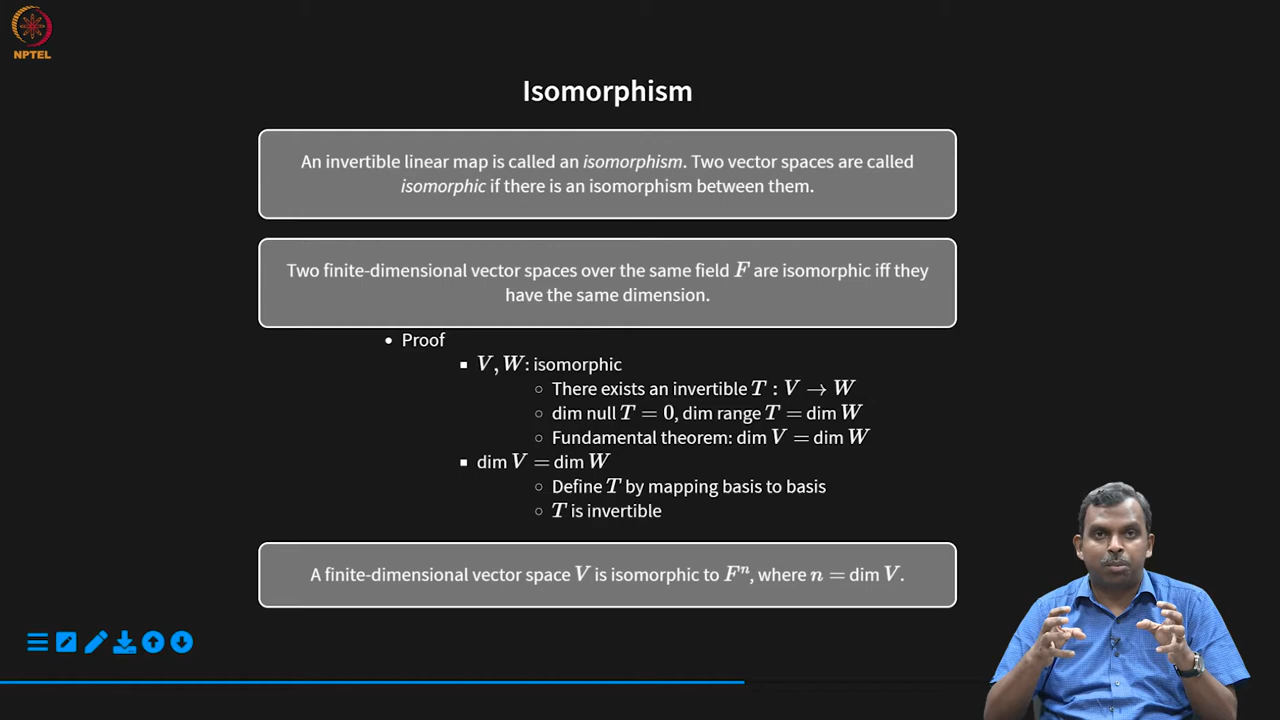 NPTEL
Isomorphism
An invertible linear map is called an isomorphism. Two vector spaces are called
isomorphic if there is an isomorphism between them.
Two finite-dimensional vector spaces over the same field F are isomorphic iff they
have the same dimension.
• Proof
▪ V, W: isomorphic
◦ There exists an invertible T : V → W
◦ dim null T = 0, dim range T = dim W
◦ Fundamental theorem: dim V = dim W
▪ dim V = dim W
◦ Define T by mapping basis to basis
◦ T is invertible
A finite-dimensional vector space V is isomorphic to Fⁿ, where n = dim V.